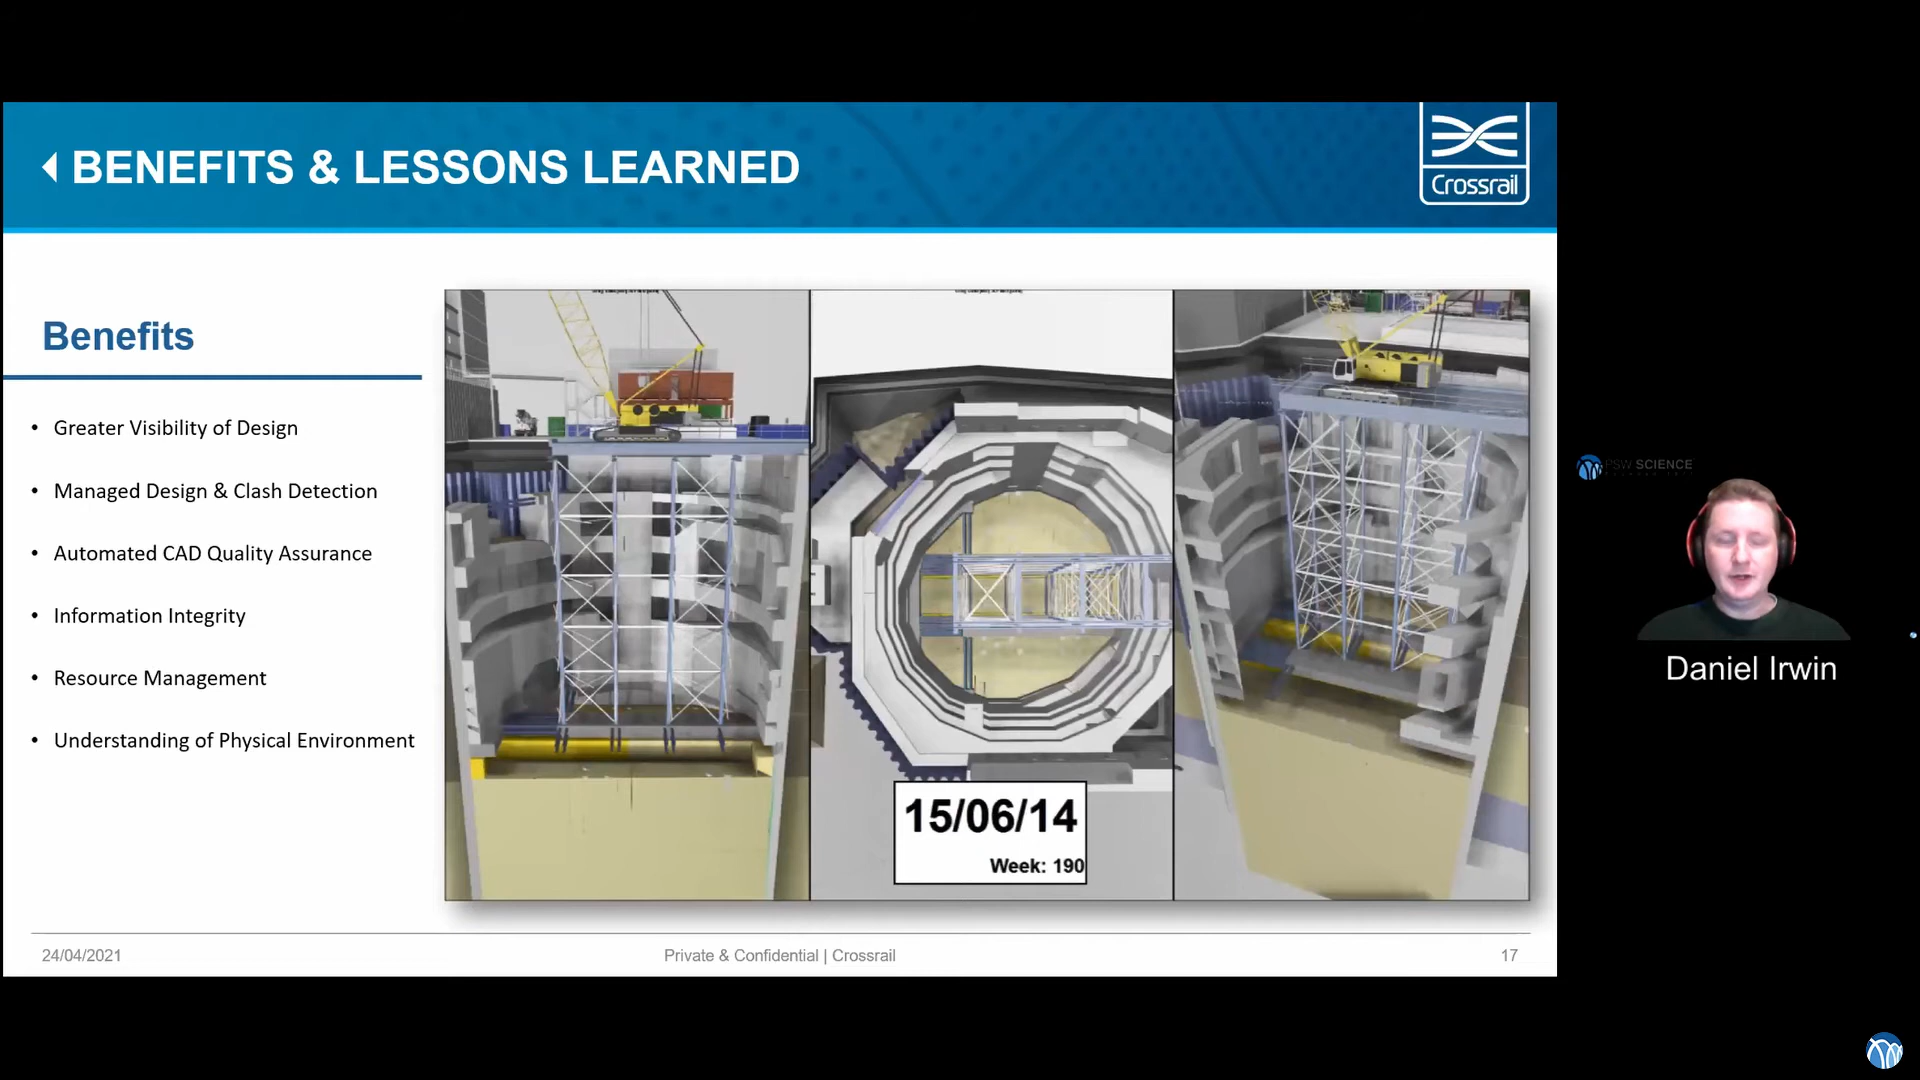 BENEFITS & LESSONS LEARNED
Crossrail
Benefits
• Greater Visibility of Design
• Managed Design & Clash Detection
• Automated CAD Quality Assurance
• Information Integrity
• Resource Management
• Understanding of Physical Environment
15/06/14
Week: 190
24/04/2021
Private & Confidential | Crossrail
17
PSW SCIENCE
Daniel Irwin